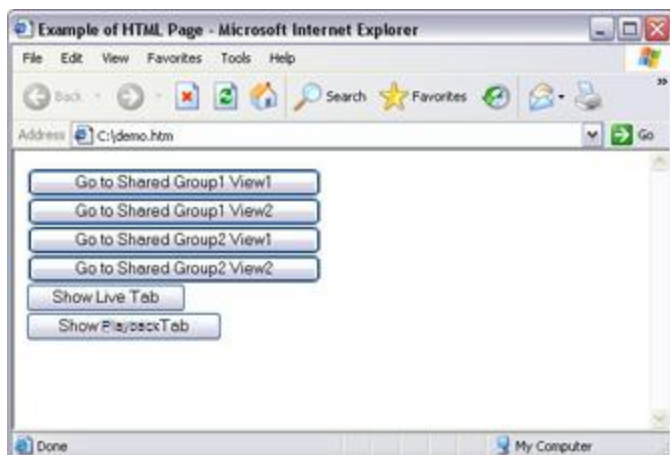 Example of HTML Page - Microsoft Internet Explorer
File Edit View Favorites Tools Help
Back Search Favorites
Address C:\demo.htm Go
Go to Shared Group1 View1
Go to Shared Group1 View2
Go to Shared Group2 View1
Go to Shared Group2 View2
Show Live Tab
Show Playback Tab
Done My Computer